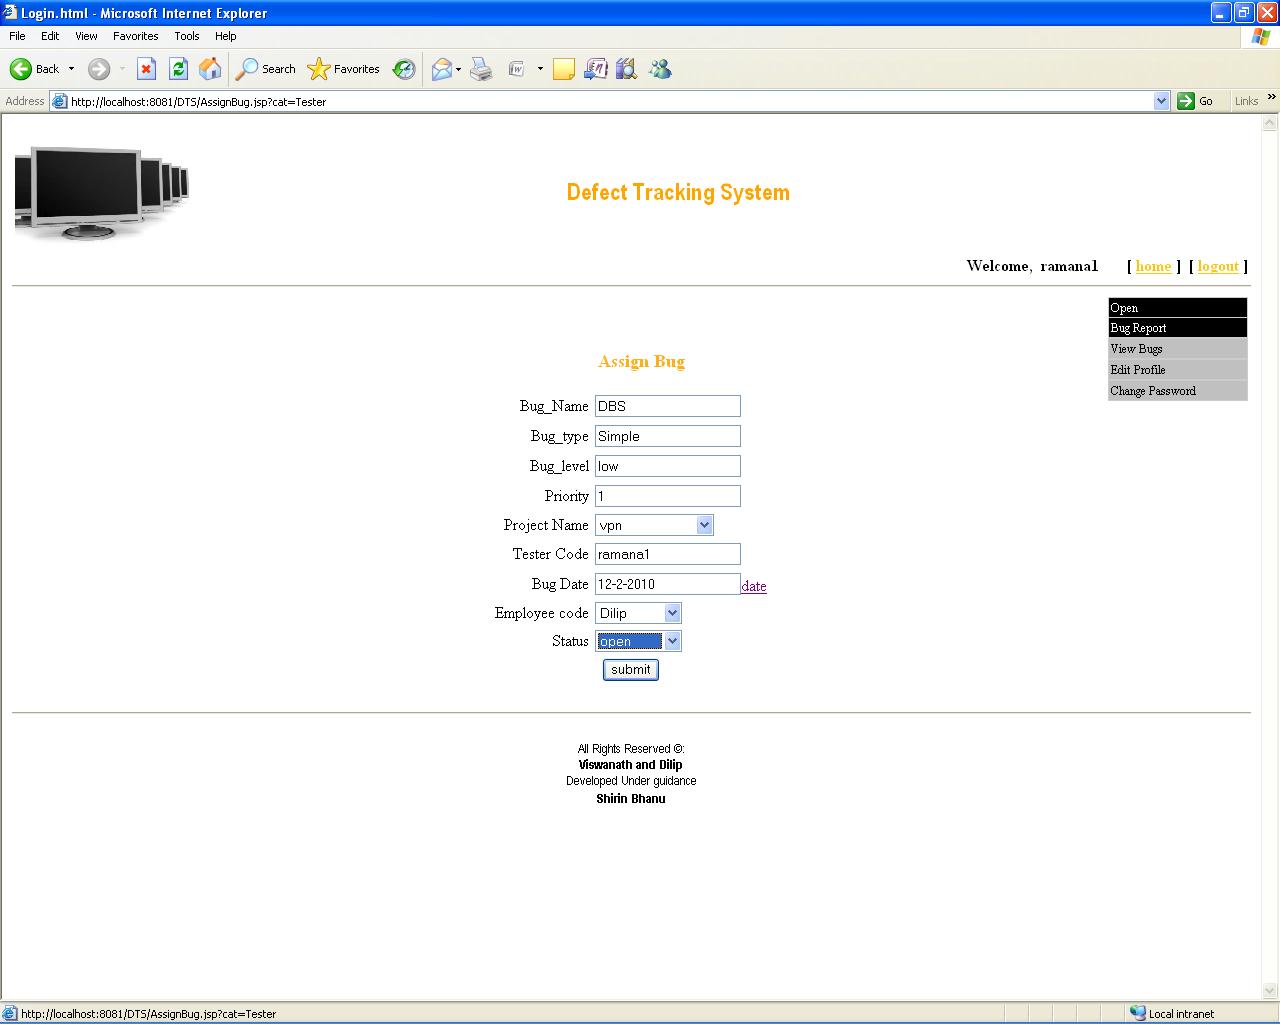 Login.html - Microsoft Internet Explorer
File Edit View Favorites Tools Help
Back Search Favorites
Address http://localhost:8081/DTS/AssignBug.jsp?cat=Tester Go Links »
Defect Tracking System
Welcome, ramana1 [ home ] [ logout ]
Open
Bug Report
View Bugs
Edit Profile
Change Password
Assign Bug
Bug_Name DBS
Bug_type Simple
Bug_level low
Priority 1
Project Name vpn
Tester Code ramana1
Bug Date 12-2-2010 date
Employee code Dilip
Status open
submit
All Rights Reserved ©:
Viswanath and Dilip
Developed Under guidance
Shirin Bhanu
http://localhost:8081/DTS/AssignBug.jsp?cat=Tester Local intranet